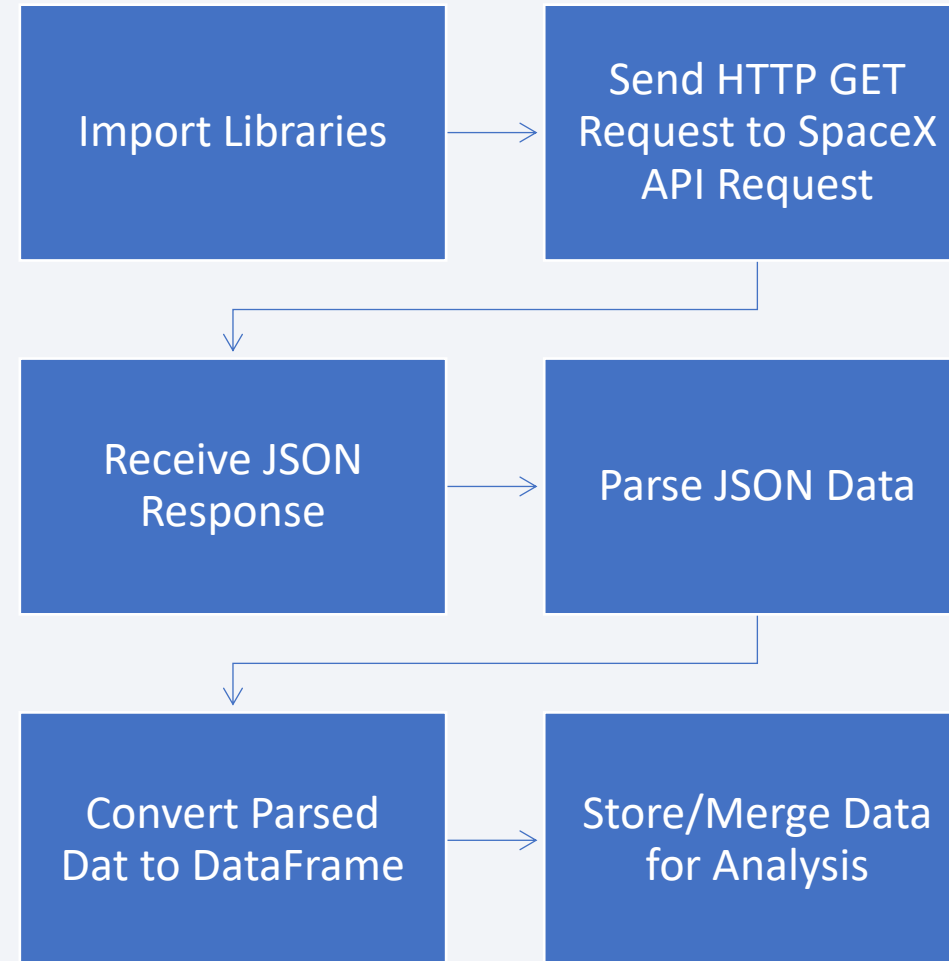 Import Libraries
Send HTTP GET
Request to SpaceX
API Request
Receive JSON
Response
Parse JSON Data
Convert Parsed
Dat to DataFrame
Store/Merge Data
for Analysis